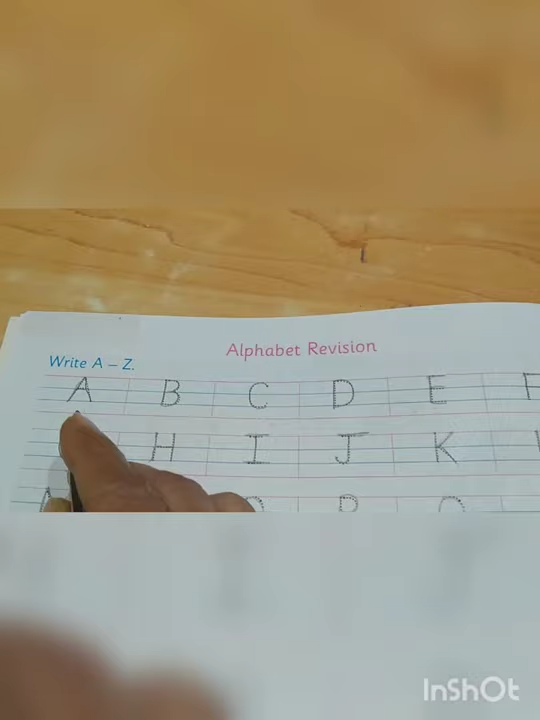 Alphabet Revision
Write A – Z.
A B C D E F
H I J K
P
InShOt